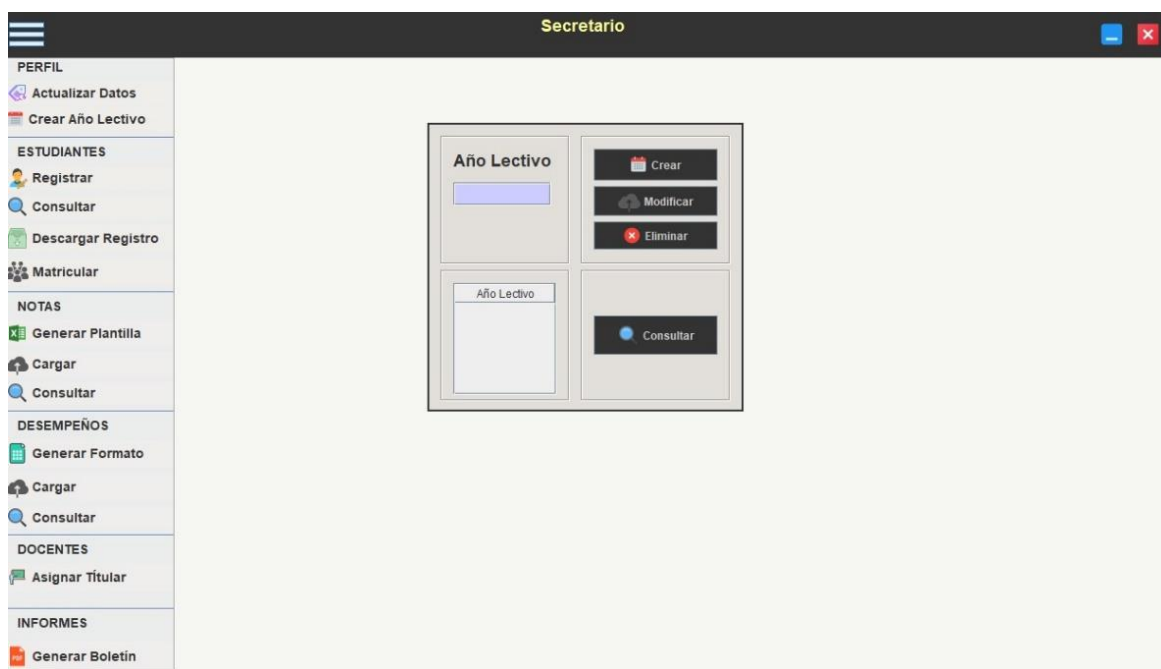 Secretario
PERFIL
Actualizar Datos
Crear Año Lectivo
ESTUDIANTES
Registrar
Consultar
Descargar Registro
Matricular
NOTAS
Generar Plantilla
Cargar
Consultar
DESEMPEÑOS
Generar Formato
Cargar
Consultar
DOCENTES
Asignar Títular
INFORMES
Generar Boletín
Año Lectivo
Crear
Modificar
Eliminar
Año Lectivo
Consultar